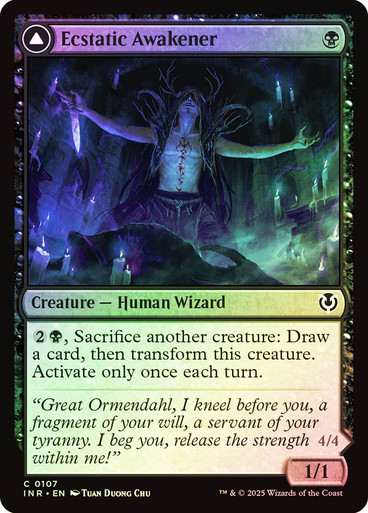 Ecstatic Awakener
Creature — Human Wizard
2 B, Sacrifice another creature: Draw
a card, then transform this creature.
Activate only once each turn.
“Great Ormendahl, I kneel before you, a
fragment of your will, a servant of your
tyranny. I beg you, release the strength
within me!”
4/4
1/1
C 0107
INR • EN Tuan Duong Chu
™ & © 2025 Wizards of the Coast